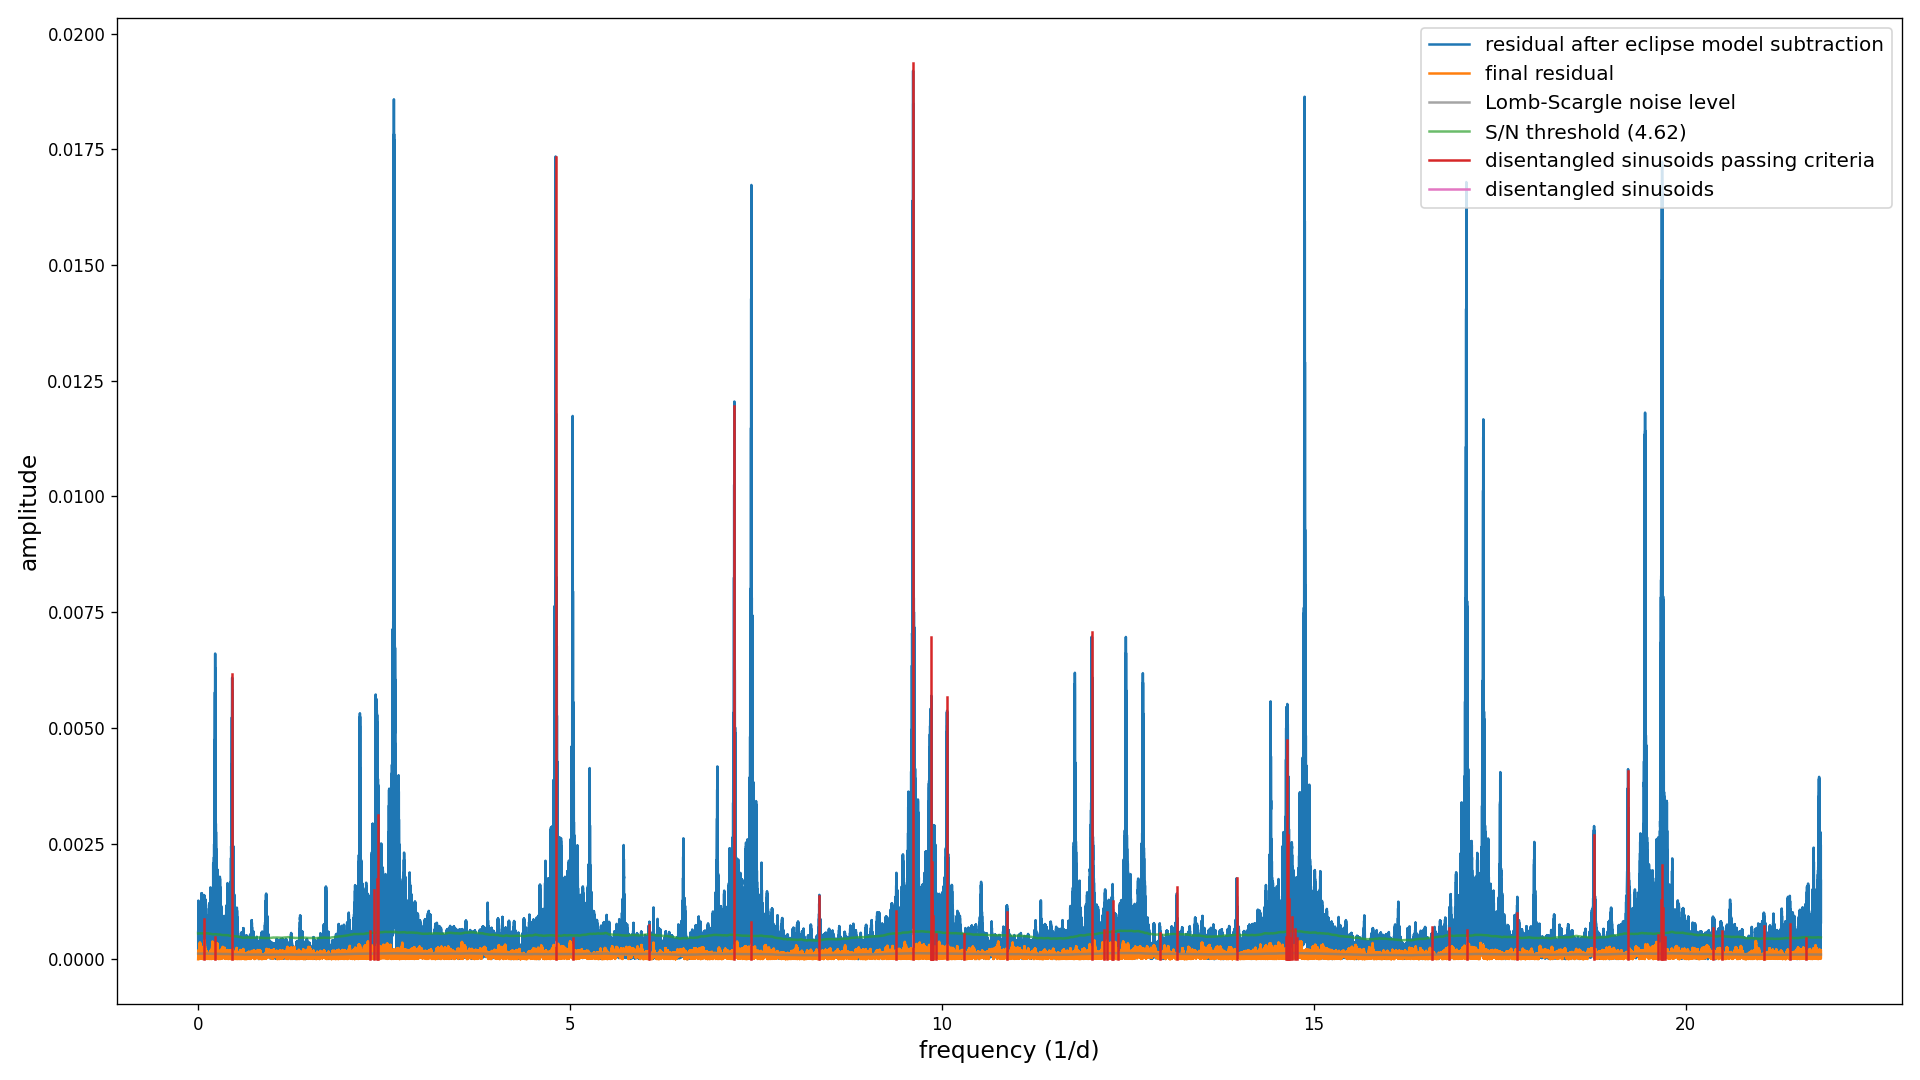 0.0200
0.0175
0.0150
0.0125
0.0100
0.0075
0.0050
0.0025
0.0000
amplitude
0 5 10 15 20
frequency (1/d)
residual after eclipse model subtraction
final residual
Lomb-Scargle noise level
S/N threshold (4.62)
disentangled sinusoids passing criteria
disentangled sinusoids